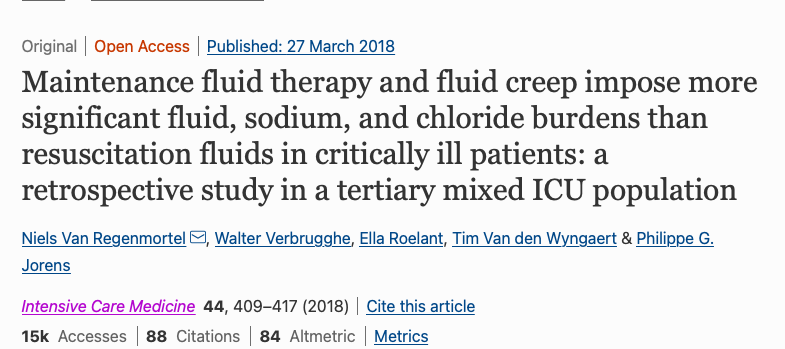 Original | Open Access | Published: 27 March 2018
Maintenance fluid therapy and fluid creep impose more
significant fluid, sodium, and chloride burdens than
resuscitation fluids in critically ill patients: a
retrospective study in a tertiary mixed ICU population
Niels Van Regenmortel, Walter Verbrugghe, Ella Roelant, Tim Van den Wyngaert & Philippe G.
Jorens
Intensive Care Medicine 44, 409–417 (2018) | Cite this article
15k Accesses | 88 Citations | 84 Altmetric | Metrics